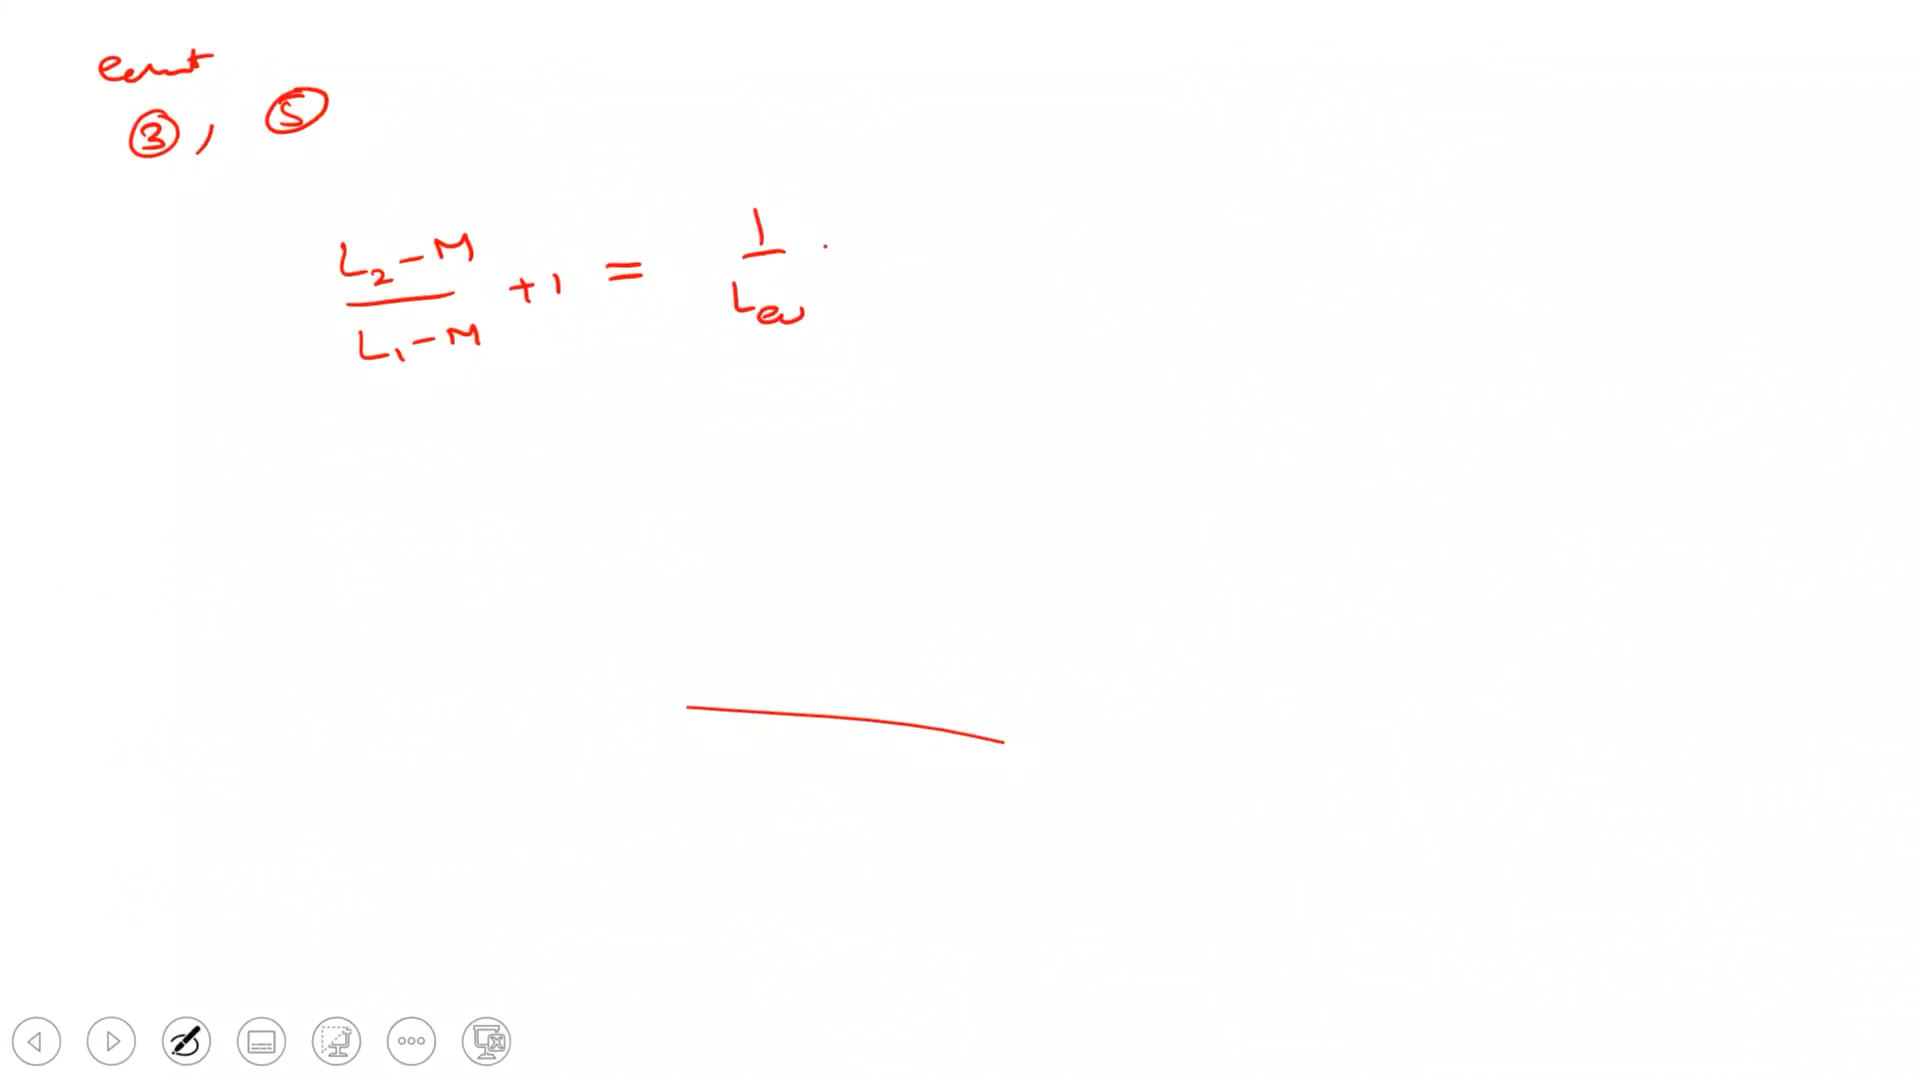 ③, ⑤
L₂-M / L₁-M + 1 = 1 / Leq